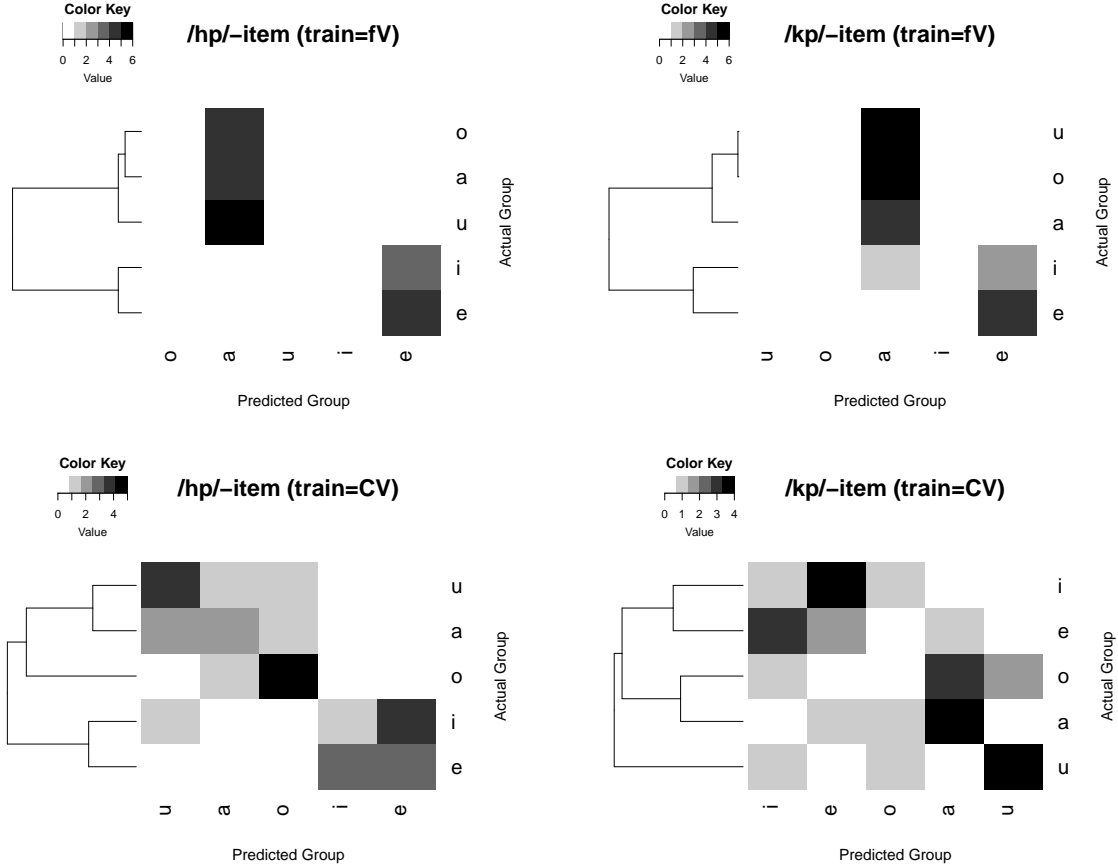 Color Key
0 2 4 6
Value
/hp/−item (train=fV)
o
a
u
i
e
Actual Group
o a u i e
Predicted Group
Color Key
0 2 4 6
Value
/kp/−item (train=fV)
u
o
a
i
e
Actual Group
u o a i e
Predicted Group
Color Key
0 2 4
Value
/hp/−item (train=CV)
u
a
o
i
e
Actual Group
u a o i e
Predicted Group
Color Key
0 1 2 3 4
Value
/kp/−item (train=CV)
i
e
o
a
u
Actual Group
i e o a u
Predicted Group